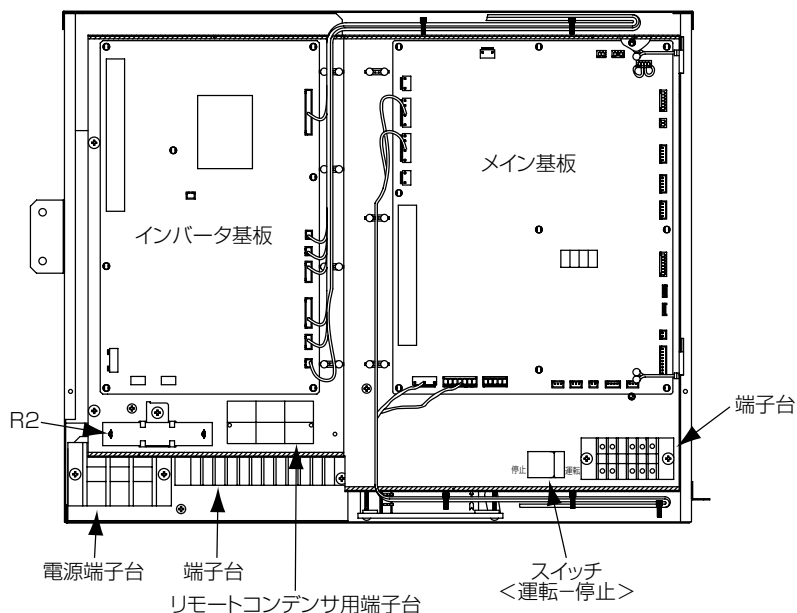 メイン基板
インバータ基板
端子台
R2
停止
運転
電源端子台
端子台
リモートコンデンサ用端子台
スイッチ
＜運転−停止＞